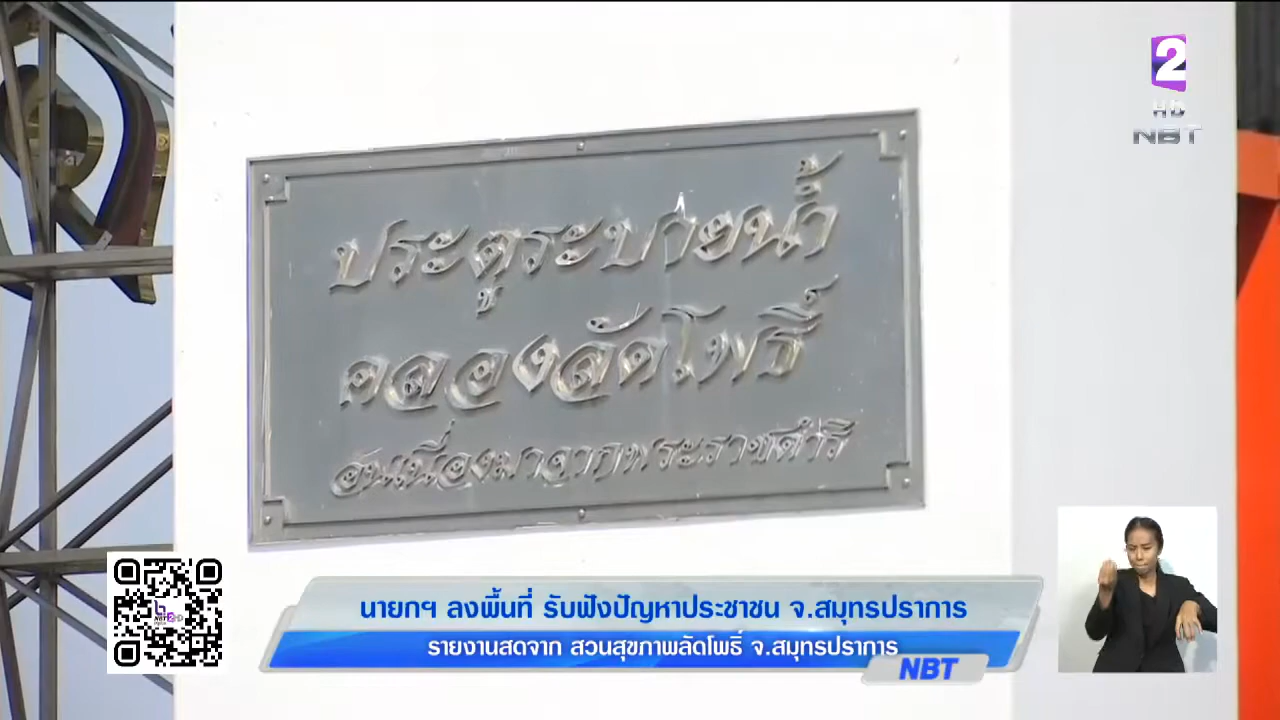 2
HD
NBT
ประตูระบายน้ำ
คลองลัดโพธิ์
อันเนื่องมาจากพระราชดำริ
นายกฯ ลงพื้นที่ รับฟังปัญหาประชาชน จ.สมุทรปราการ
รายงานสดจาก สวนสุขภาพลัดโพธิ์ จ.สมุทรปราการ
NBT